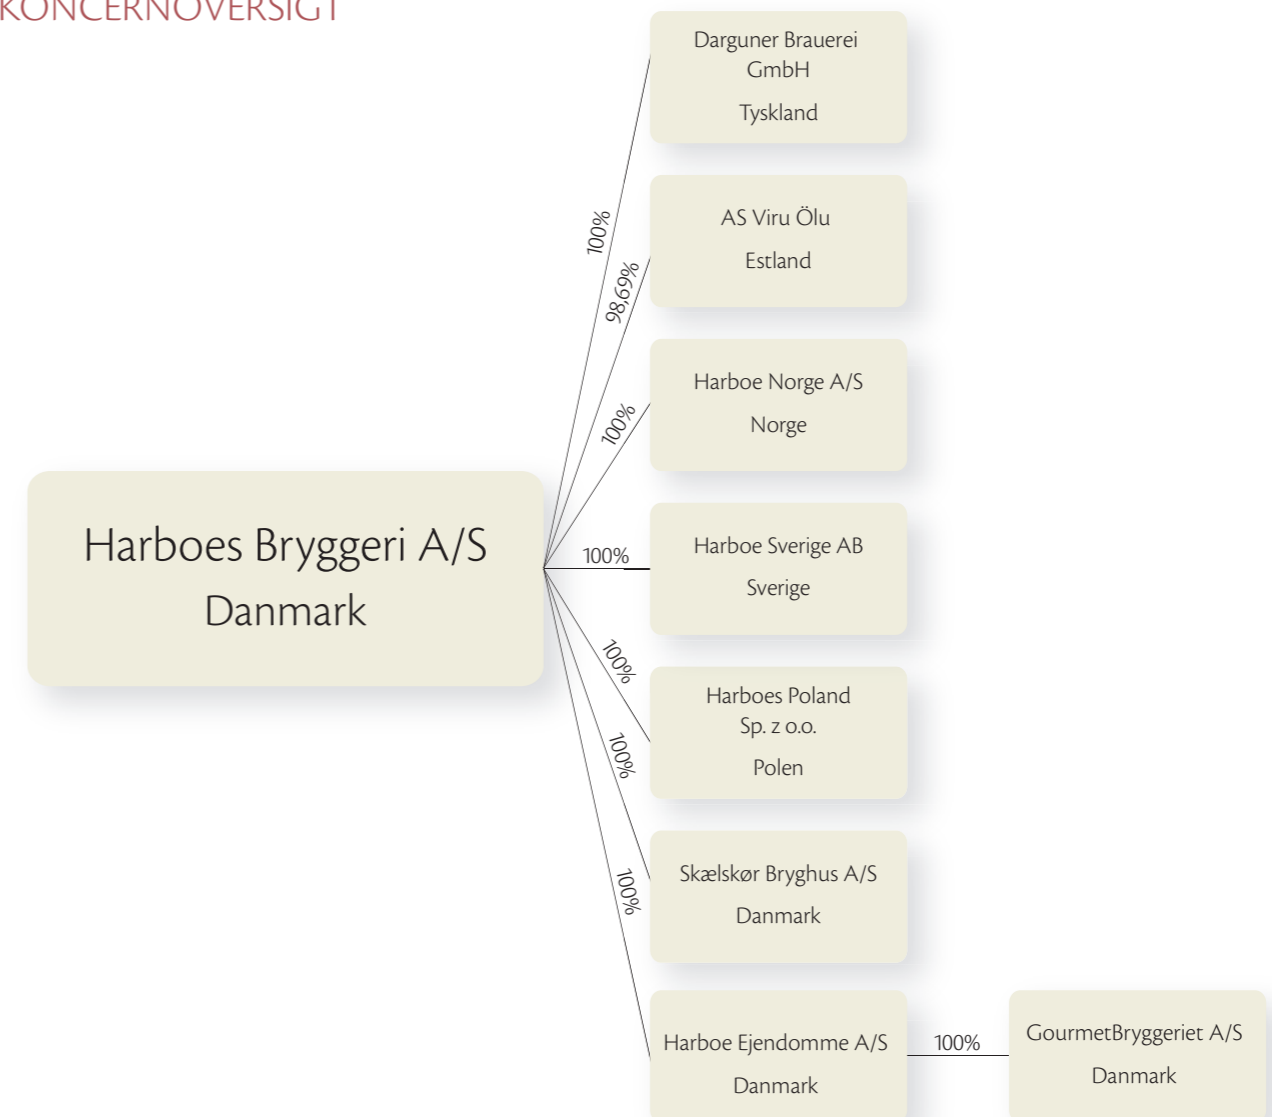 KONCERNOVERSIGT
Darguner Brauerei
GmbH
Tyskland
100%
AS Viru Ölu
Estland
98,69%
Harboe Norge A/S
Norge
100%
Harboes Bryggeri A/S
Danmark
Harboe Sverige AB
Sverige
100%
Harboes Poland
Sp. z o.o.
Polen
100%
Skælskør Bryghus A/S
Danmark
100%
Harboe Ejendomme A/S
Danmark
100%
100%
GourmetBryggeriet A/S
Danmark